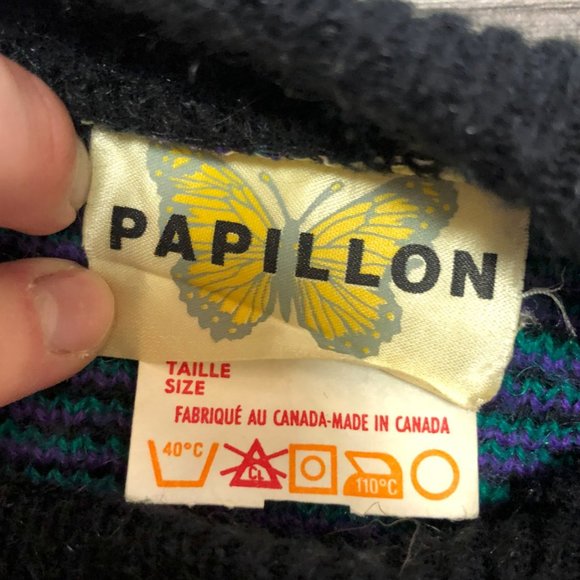 PAPILLON
TAILLE
SIZE
FABRIQUÉ AU CANADA-MADE IN CANADA
40°C CL 110°C